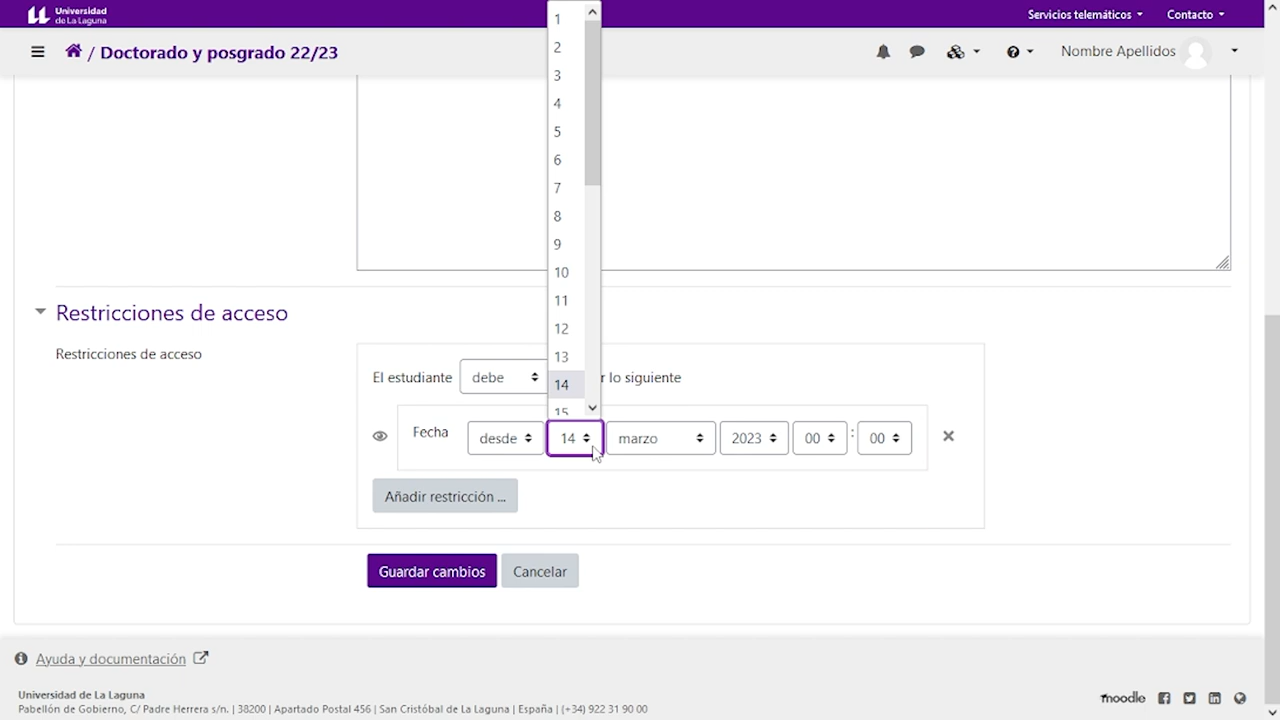 Universidad
de La Laguna
Servicios telemáticos
Contacto
/ Doctorado y posgrado 22/23
Nombre Apellidos
1
2
3
4
5
6
7
8
9
10
11
12
13
14
15
Restricciones de acceso
Restricciones de acceso
El estudiante debe r lo siguiente
Fecha desde 14 marzo 2023 00 : 00
Añadir restricción ...
Guardar cambios Cancelar
Ayuda y documentación
Universidad de La Laguna
Pabellón de Gobierno, C/ Padre Herrera s/n. | 38200 | Apartado Postal 456 | San Cristóbal de La Laguna | España | (+34) 922 31 90 00
moodle